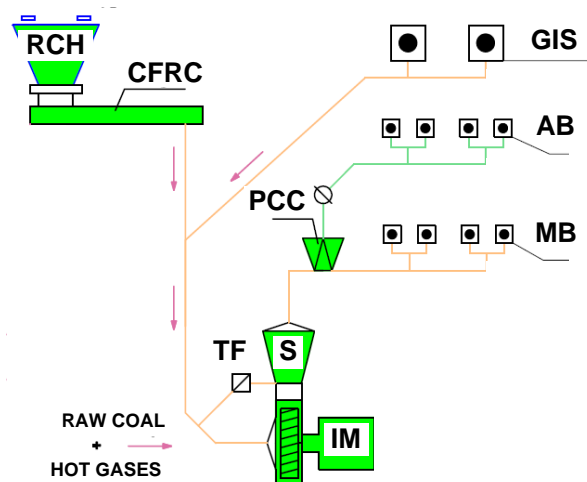 RCH
GIS
CFRC
AB
PCC
MB
TF
S
RAW COAL
+
HOT GASES
IM